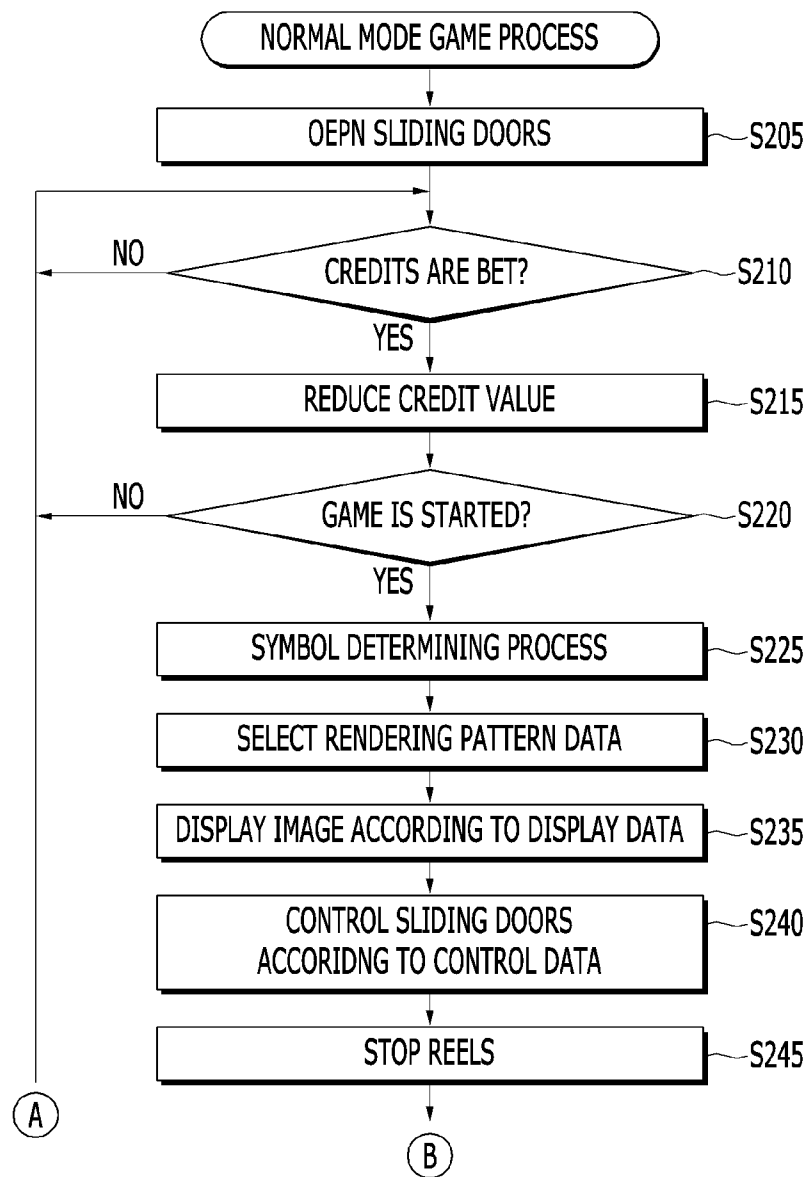 NORMAL MODE GAME PROCESS
OEPN SLIDING DOORS
S205
NO
CREDITS ARE BET?
S210
YES
REDUCE CREDIT VALUE
S215
NO
GAME IS STARTED?
S220
YES
SYMBOL DETERMINING PROCESS
S225
SELECT RENDERING PATTERN DATA
S230
DISPLAY IMAGE ACCORDING TO DISPLAY DATA
S235
CONTROL SLIDING DOORS
ACCORIDNG TO CONTROL DATA
S240
STOP REELS
S245
A
B